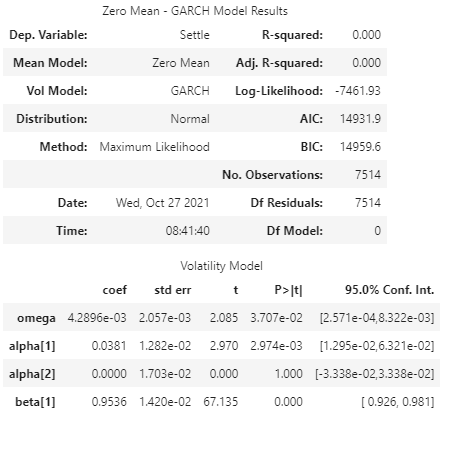 Zero Mean - GARCH Model Results
Dep. Variable: Settle R-squared: 0.000
Mean Model: Zero Mean Adj. R-squared: 0.000
Vol Model: GARCH Log-Likelihood: -7461.93
Distribution: Normal AIC: 14931.9
Method: Maximum Likelihood BIC: 14959.6
No. Observations: 7514
Date: Wed, Oct 27 2021 Df Residuals: 7514
Time: 08:41:40 Df Model: 0
Volatility Model
coef std err t P>|t| 95.0% Conf. Int.
omega 4.2896e-03 2.057e-03 2.085 3.707e-02 [2.571e-04,8.322e-03]
alpha[1] 0.0381 1.282e-02 2.970 2.974e-03 [1.295e-02,6.321e-02]
alpha[2] 0.0000 1.703e-02 0.000 1.000 [-3.338e-02,3.338e-02]
beta[1] 0.9536 1.420e-02 67.135 0.000 [ 0.926, 0.981]